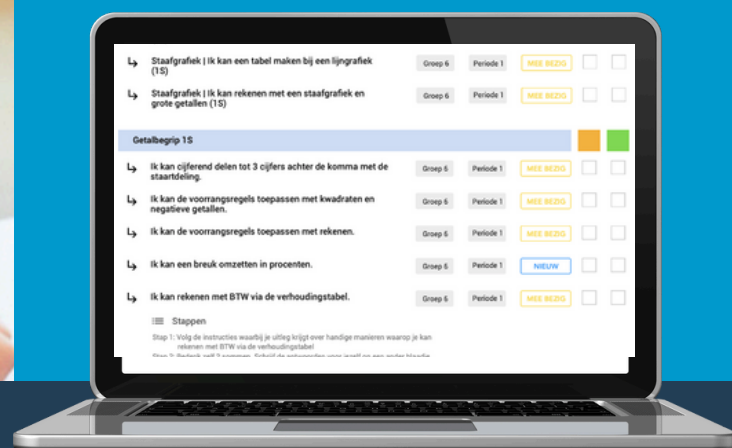 Staafgrafiek | Ik kan een tabel maken bij een lijngrafiek
(1S)
Groep 6
Periode 1
MEE BEZIG
Staafgrafiek | Ik kan rekenen met een staafgrafiek en
grote getallen (1S)
Groep 6
Periode 1
MEE BEZIG
Getalbegrip 1S
Ik kan cijferend delen tot 3 cijfers achter de komma met de
staartdeling.
Groep 6
Periode 1
MEE BEZIG
Ik kan de voorrangsregels toepassen met kwadraten en
negatieve getallen.
Groep 6
Periode 1
MEE BEZIG
Ik kan de voorrangsregels toepassen met rekenen.
Groep 6
Periode 1
MEE BEZIG
Ik kan een breuk omzetten in procenten.
Groep 6
Periode 1
NIEUW
Ik kan rekenen met BTW via de verhoudingstabel.
Groep 6
Periode 1
MEE BEZIG
Stappen
Stap 1: Volg de instructies waarbij je uitleg krijgt over handige manieren waarop je kan
rekenen met BTW via de verhoudingstabel